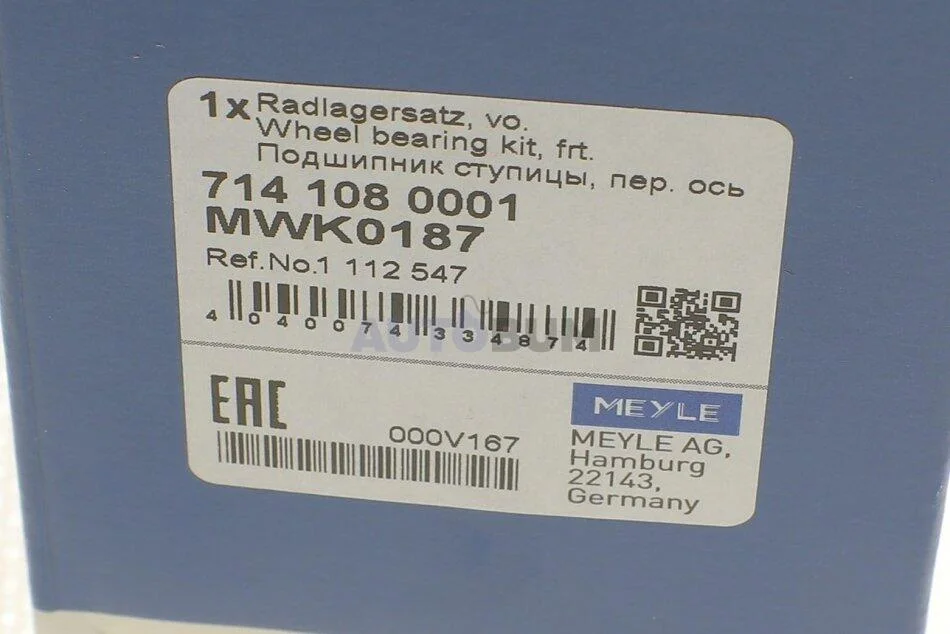 1x Radlagersatz, vo.
Wheel bearing kit, frt.
Подшипник ступицы, пер. ось
714 108 0001
MWK0187
Ref.No.1 112 547
4 040074 334874
AUTOBUM
EAC
000V167
MEYLE
MEYLE AG,
Hamburg
22143,
Germany